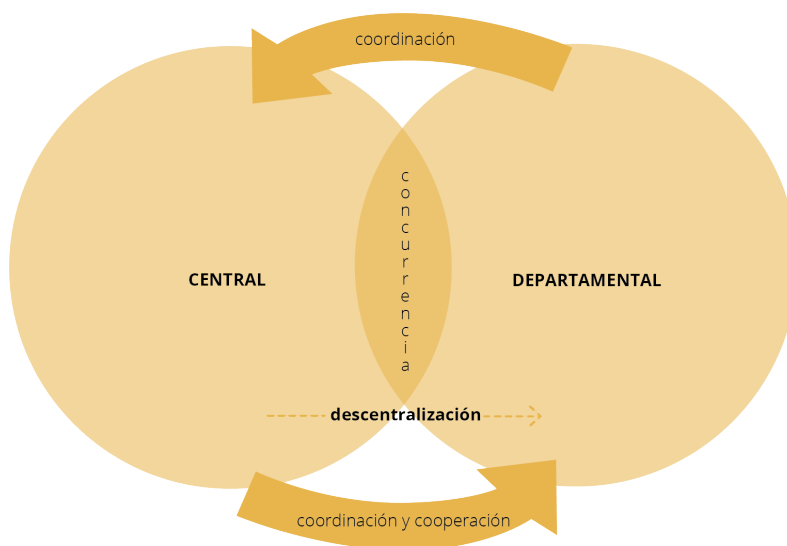 coordinación
concurrencia
CENTRAL
DEPARTAMENTAL
descentralización
coordinación y cooperación